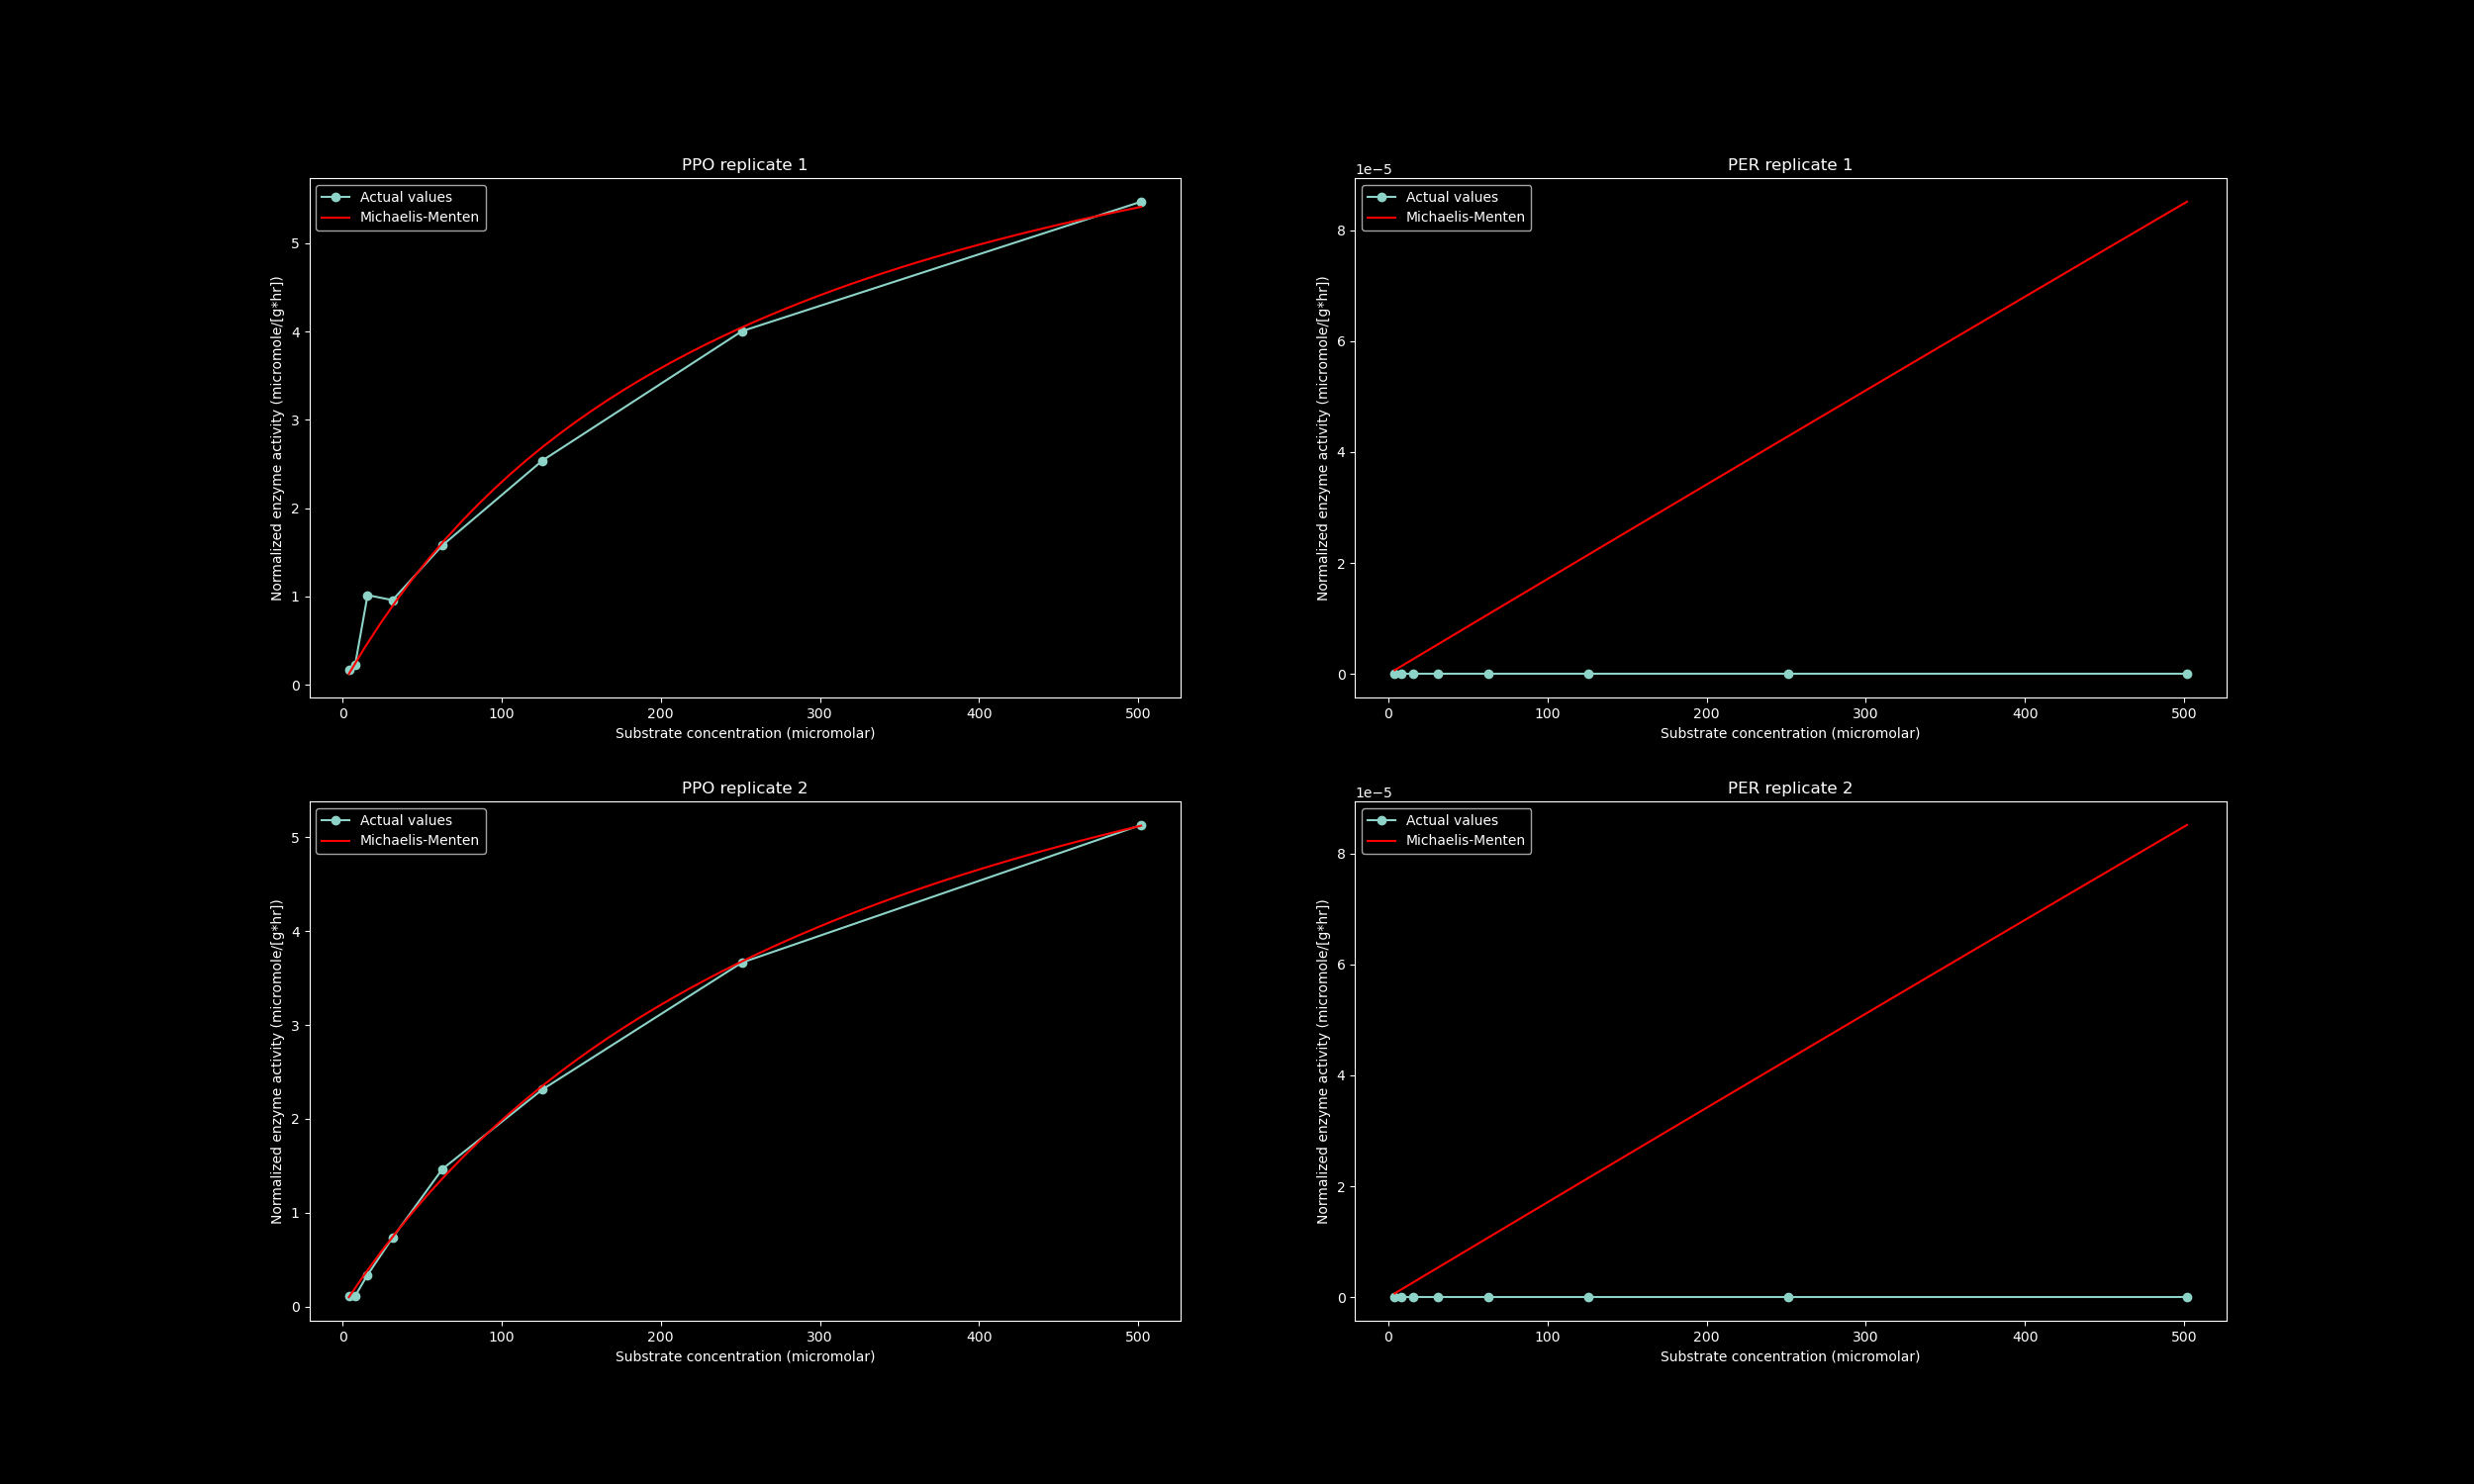 PPO replicate 1
Actual values
Michaelis-Menten
Normalized enzyme activity (micromole/[g*hr])
5
4
3
2
1
0
0 100 200 300 400 500
Substrate concentration (micromolar)
PER replicate 1
1e−5
Actual values
Michaelis-Menten
Normalized enzyme activity (micromole/[g*hr])
8
6
4
2
0
0 100 200 300 400 500
Substrate concentration (micromolar)
PPO replicate 2
Actual values
Michaelis-Menten
Normalized enzyme activity (micromole/[g*hr])
5
4
3
2
1
0
0 100 200 300 400 500
Substrate concentration (micromolar)
PER replicate 2
1e−5
Actual values
Michaelis-Menten
Normalized enzyme activity (micromole/[g*hr])
8
6
4
2
0
0 100 200 300 400 500
Substrate concentration (micromolar)